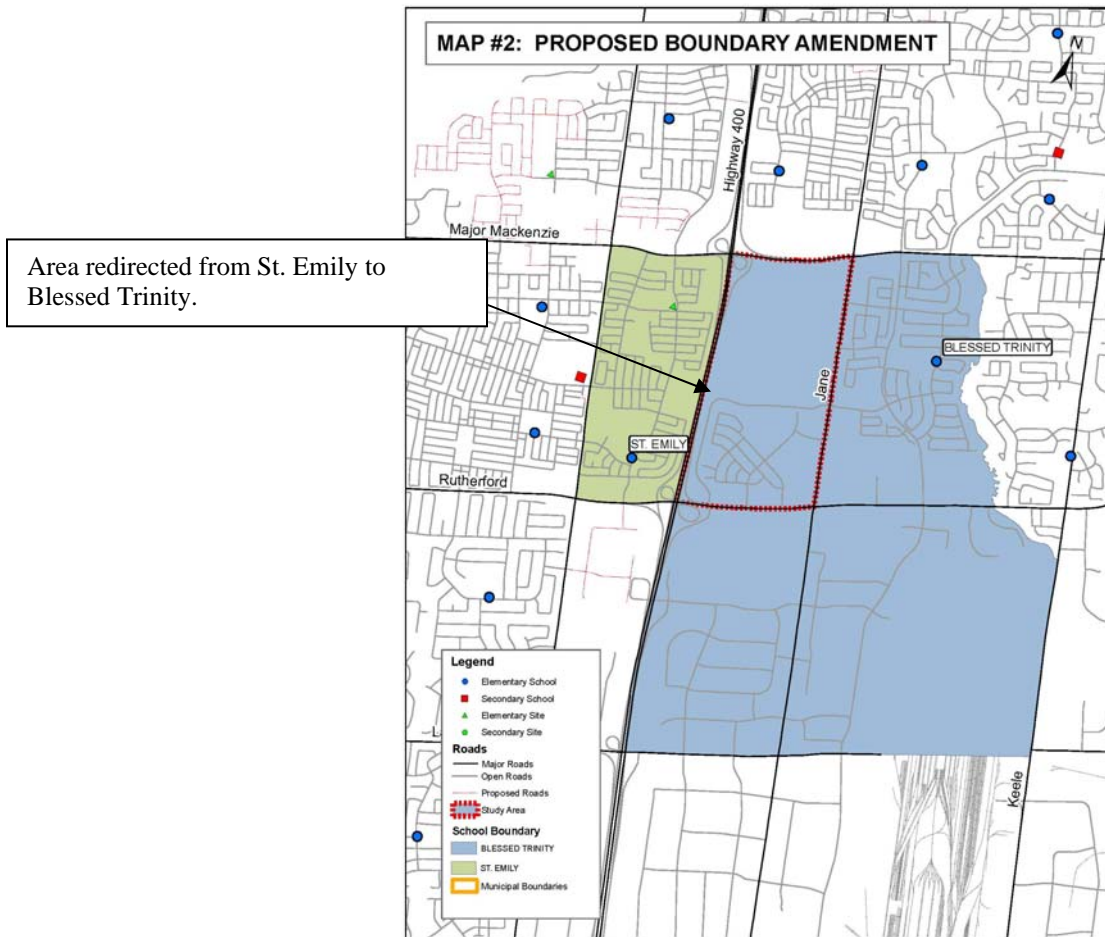 MAP #2: PROPOSED BOUNDARY AMENDMENT
N
Highway 400
Major Mackenzie
Area redirected from St. Emily to
Blessed Trinity.
BLESSED TRINITY
Jane
ST. EMILY
Rutherford
Legend
Elementary School
Secondary School
Elementary Site
Secondary Site
L
Roads
Major Roads
Open Roads
Proposed Roads
Study Area
School Boundary
BLESSED TRINITY
ST. EMILY
Municipal Boundaries
Keele